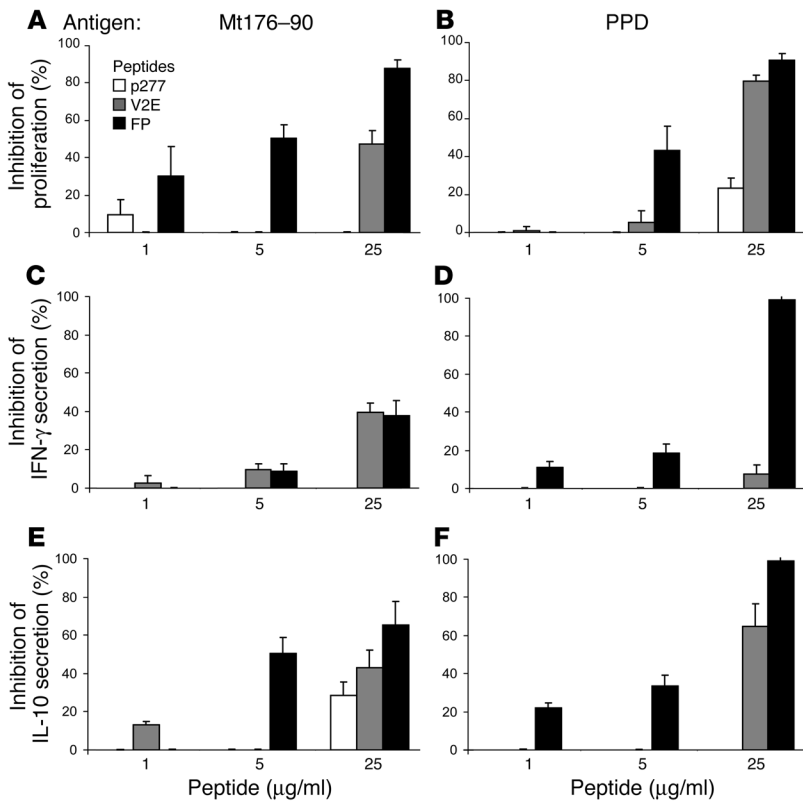 A Antigen: Mt176–90
B PPD
Inhibition of
proliferation (%)
100
80
60
40
20
0
Peptides
p277
V2E
FP
1 5 25
100
80
60
40
20
0
1 5 25
C
Inhibition of
IFN-γ secretion (%)
100
80
60
40
20
0
1 5 25
D
100
80
60
40
20
0
1 5 25
E
Inhibition of
IL-10 secretion (%)
100
80
60
40
20
0
1 5 25
Peptide (μg/ml)
F
100
80
60
40
20
0
1 5 25
Peptide (μg/ml)